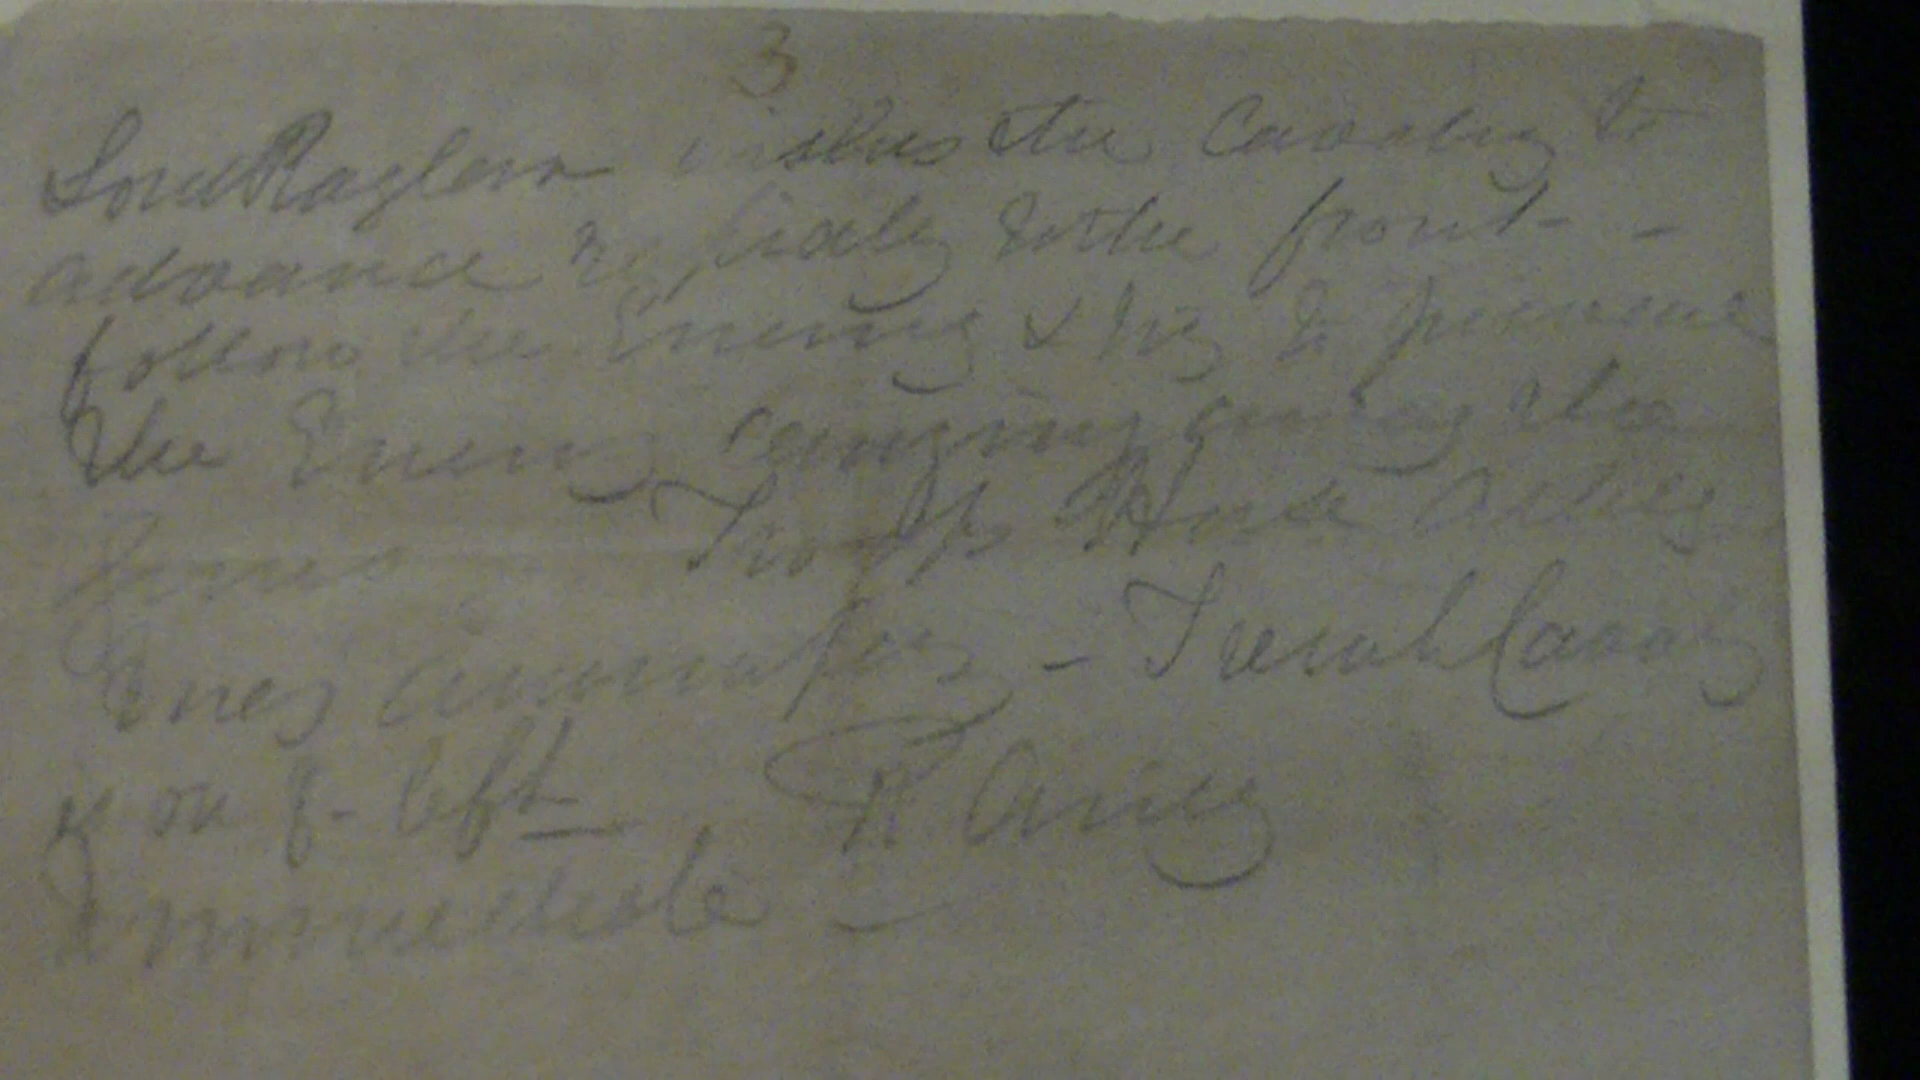 3
Lord Raglan wishes the Cavalry to
advance rapidly to the front -
follow the Enemy & try to prevent
the Enemy carrying away the
guns - Troop Horse Artillery
may accompany - French Cavalry
is on yr left
R Airey
Immediate -